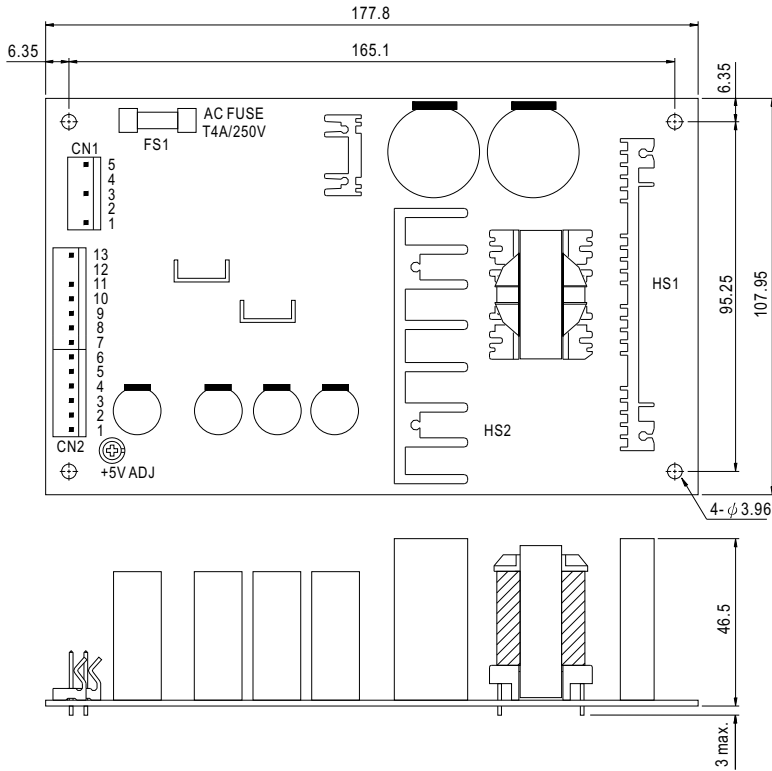 177.8
6.35
165.1
6.35
AC FUSE
T4A/250V
FS1
CN1
5
4
3
2
1
13
12
11
10
9
8
7
6
5
4
3
2
1
CN2
+5V ADJ
HS1
HS2
95.25
107.95
4-ϕ3.96
46.5
3 max.